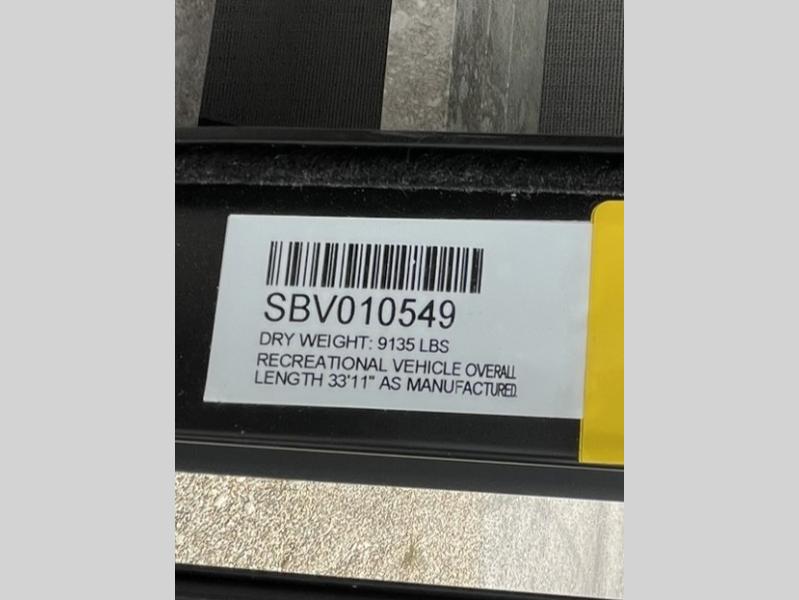 SBV010549
DRY WEIGHT: 9135 LBS
RECREATIONAL VEHICLE OVERALL
LENGTH 33'11" AS MANUFACTURED.